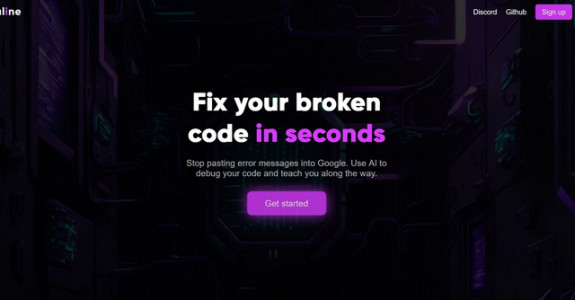 Discord Github Sign up
Fix your broken
code in seconds
Stop pasting error messages into Google. Use AI to
debug your code and teach you along the way.
Get started